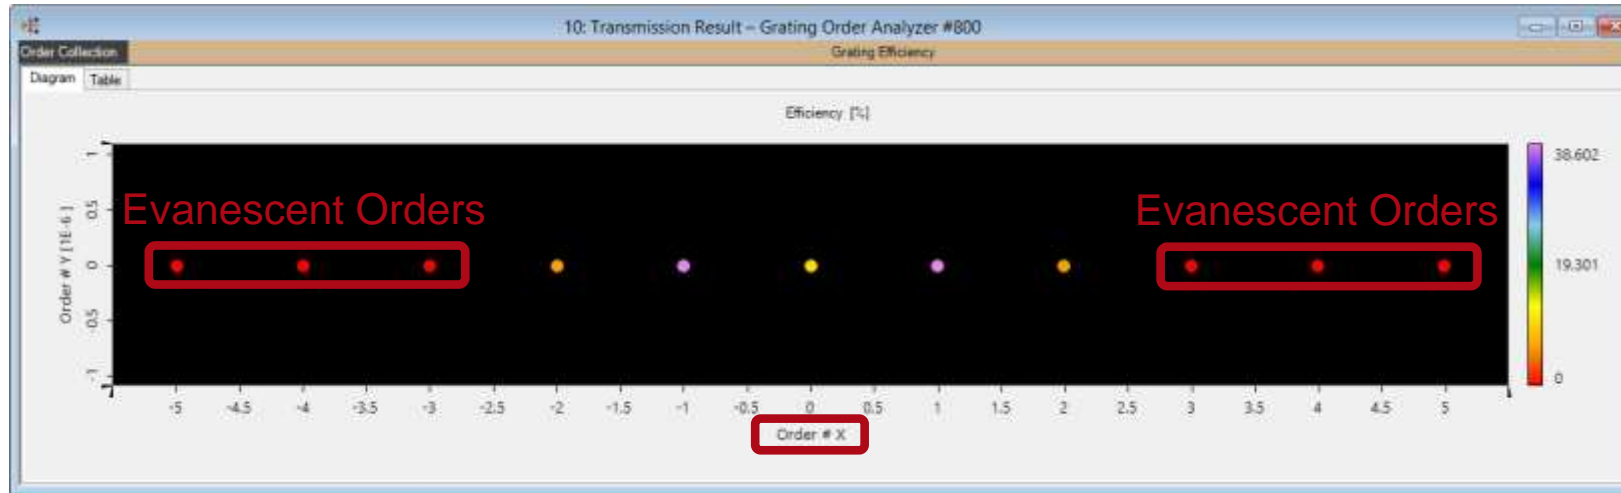 10: Transmission Result – Grating Order Analyzer #800
Order Collection
Grating Efficiency
Diagram Table
Efficiency [%]
Evanescent Orders
Evanescent Orders
Order # Y [1E-6 ]
1
0.5
0
0.5
-1
-5 -4.5 -4 -3.5 -3 -2.5 -2 -1.5 -1 -0.5 0 0.5 1 1.5 2 2.5 3 3.5 4 4.5 5
Order # X
38.602
19.301
0